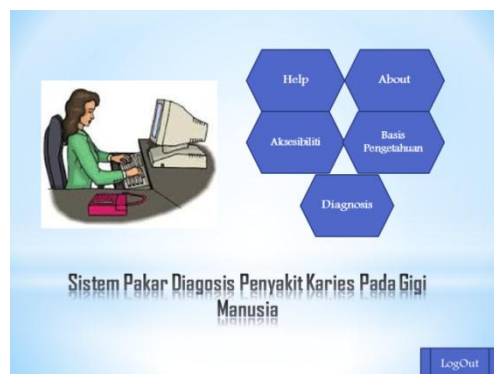 Help
About
Aksesibiliti
Basis
Pengetahuan
Diagnosis
Sistem Pakar Diagosis Penyakit Karies Pada Gigi
Manusia
LogOut